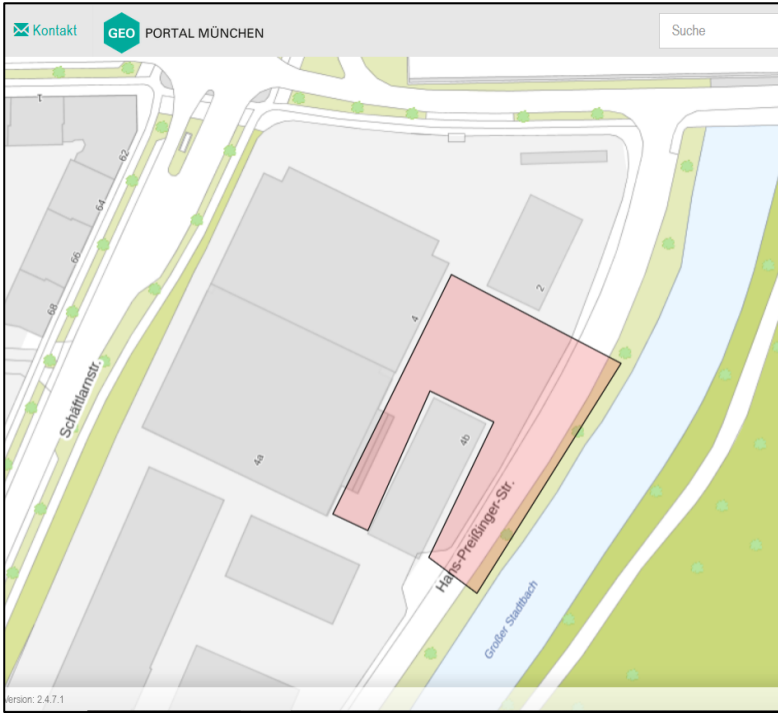 Kontakt
GEO PORTAL MÜNCHEN
Suche
1
62
64
66
68
Schäftlarnstr.
4
2
4a
4b
Hans-Preißinger-Str.
Großer Stadtbach
Version: 2.4.7.1